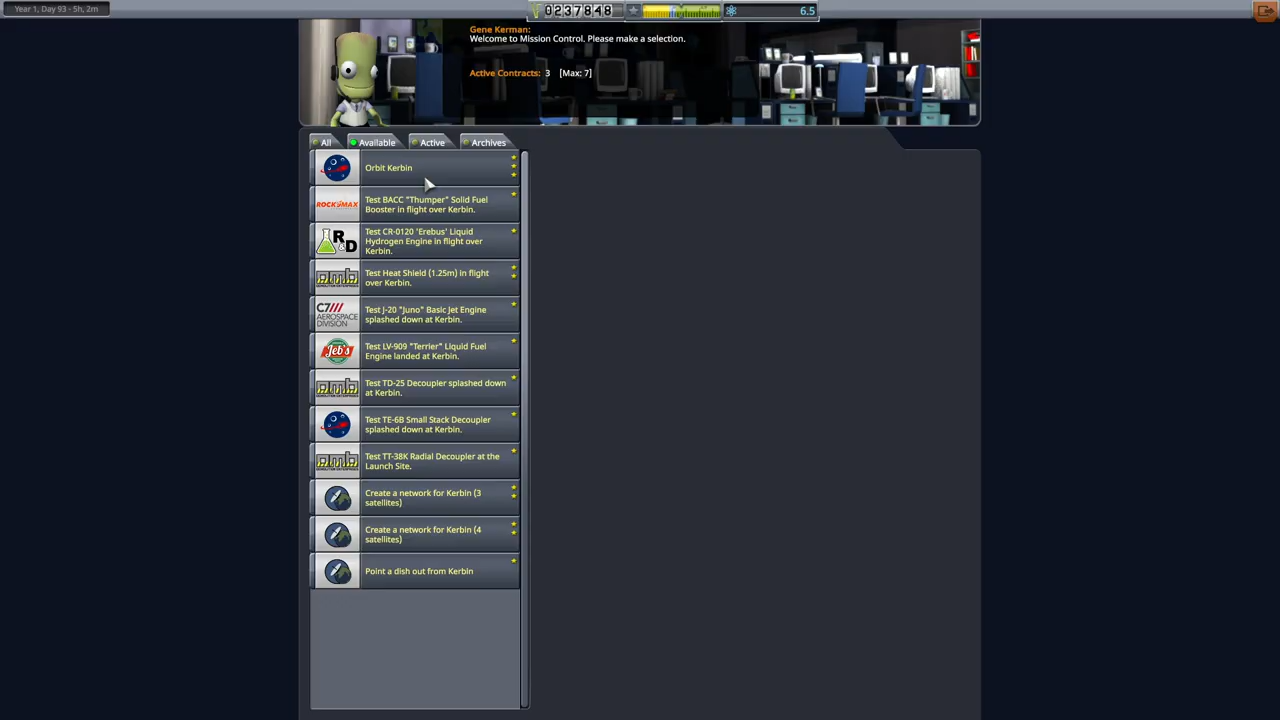 Year 1, Day 93 - 5h, 2m
0237848
6.5
Gene Kerman:
Welcome to Mission Control. Please make a selection.
Active Contracts: 3 [Max: 7]
All
Available
Active
Archives
Orbit Kerbin
ROCKOMAX
Test BACC "Thumper" Solid Fuel
Booster in flight over Kerbin.
R&D
Test CR-0120 'Erebus' Liquid
Hydrogen Engine in flight over
Kerbin.
Test Heat Shield (1.25m) in flight
over Kerbin.
C7///
AEROSPACE
DIVISION
Test J-20 "Juno" Basic Jet Engine
splashed down at Kerbin.
Jeb's
Test LV-909 "Terrier" Liquid Fuel
Engine landed at Kerbin.
Test TD-25 Decoupler splashed down
at Kerbin.
Test TE-6B Small Stack Decoupler
splashed down at Kerbin.
Test TT-38K Radial Decoupler at the
Launch Site.
Create a network for Kerbin (3
satellites)
Create a network for Kerbin (4
satellites)
Point a dish out from Kerbin